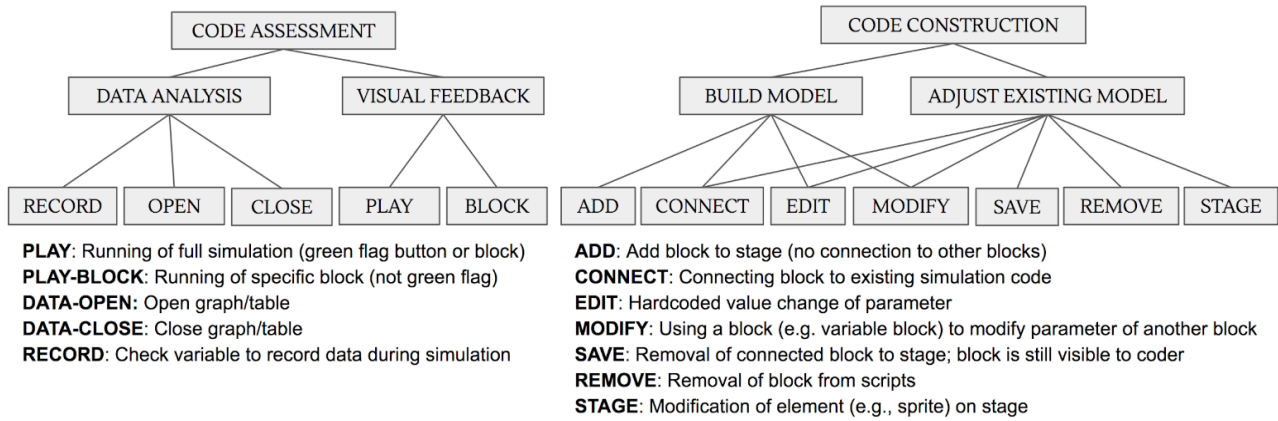 CODE ASSESSMENT
DATA ANALYSIS
VISUAL FEEDBACK
RECORD
OPEN
CLOSE
PLAY
BLOCK
PLAY: Running of full simulation (green flag button or block)
PLAY-BLOCK: Running of specific block (not green flag)
DATA-OPEN: Open graph/table
DATA-CLOSE: Close graph/table
RECORD: Check variable to record data during simulation
CODE CONSTRUCTION
BUILD MODEL
ADJUST EXISTING MODEL
ADD
CONNECT
EDIT
MODIFY
SAVE
REMOVE
STAGE
ADD: Add block to stage (no connection to other blocks)
CONNECT: Connecting block to existing simulation code
EDIT: Hardcoded value change of parameter
MODIFY: Using a block (e.g. variable block) to modify parameter of another block
SAVE: Removal of connected block to stage; block is still visible to coder
REMOVE: Removal of block from scripts
STAGE: Modification of element (e.g., sprite) on stage